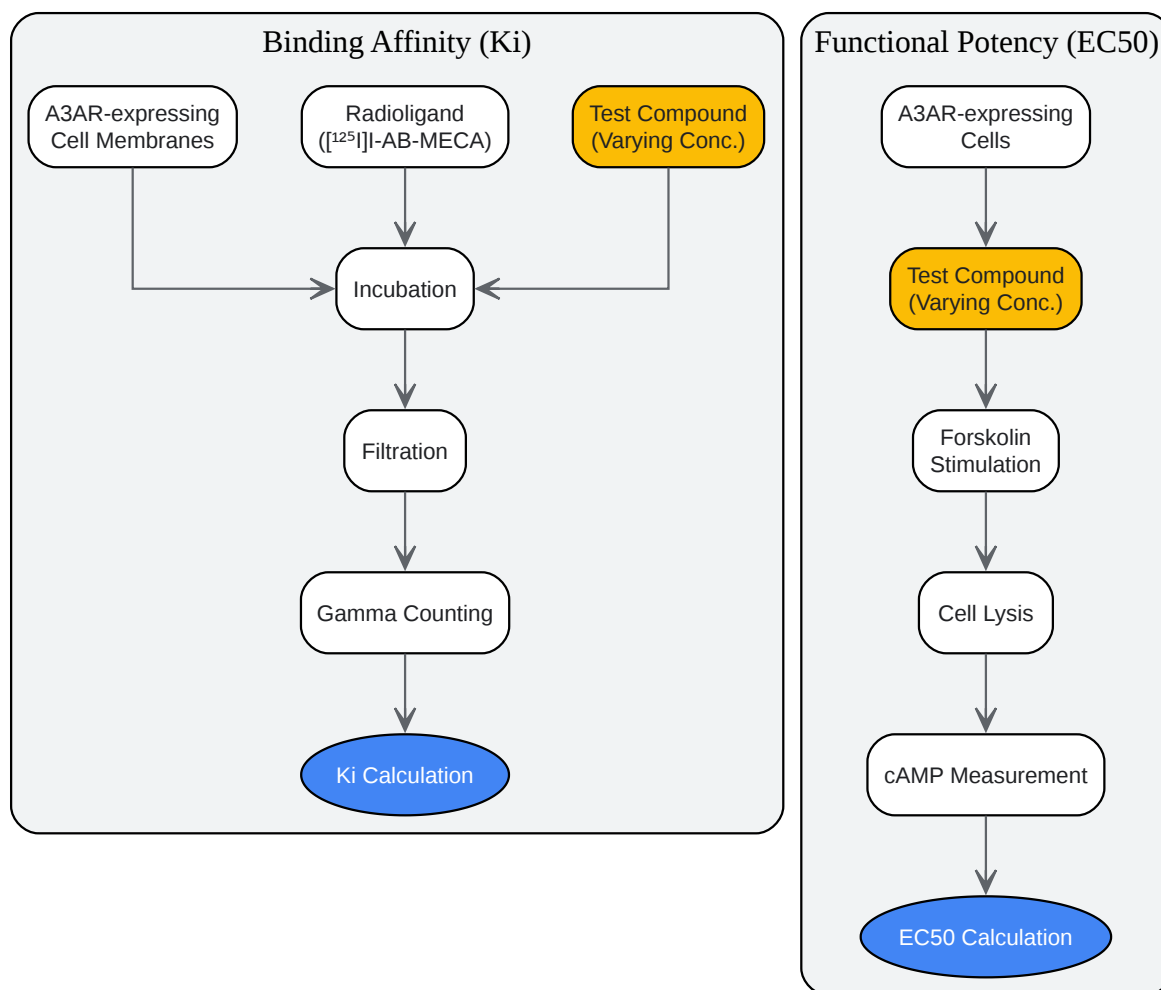 Binding Affinity (Ki)
A3AR-expressing
Cell Membranes
Radioligand
([¹²⁵I]I-AB-MECA)
Test Compound
(Varying Conc.)
Incubation
Filtration
Gamma Counting
Ki Calculation
Functional Potency (EC50)
A3AR-expressing
Cells
Test Compound
(Varying Conc.)
Forskolin
Stimulation
Cell Lysis
cAMP Measurement
EC50 Calculation